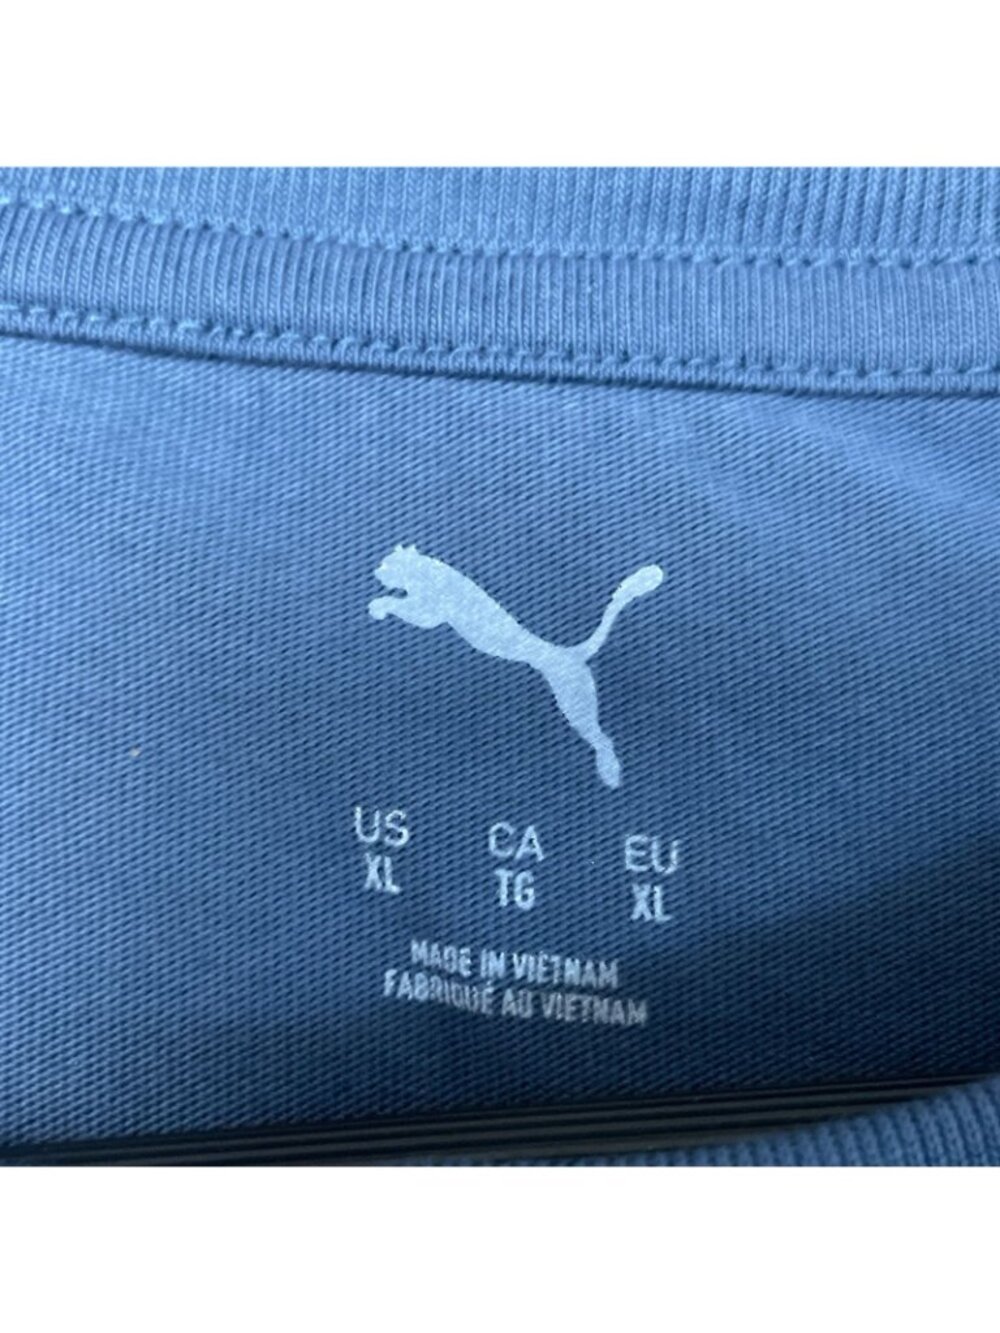 US CA EU
XL TG XL
MADE IN VIETNAM
FABRIQUÉ AU VIETNAM